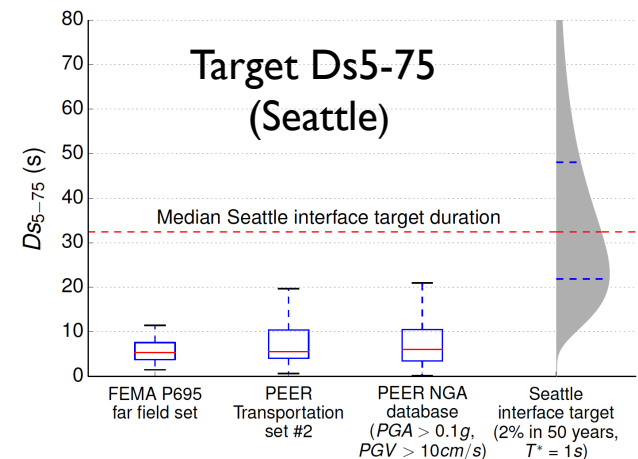 Target Ds5-75
(Seattle)
Ds5−75 (s)
80
70
60
50
40
30
20
10
0
Median Seattle interface target duration
FEMA P695
far field set
PEER
Transportation
set #2
PEER NGA
database
(PGA > 0.1g,
PGV > 10cm/s)
Seattle
interface target
(2% in 50 years,
T* = 1s)